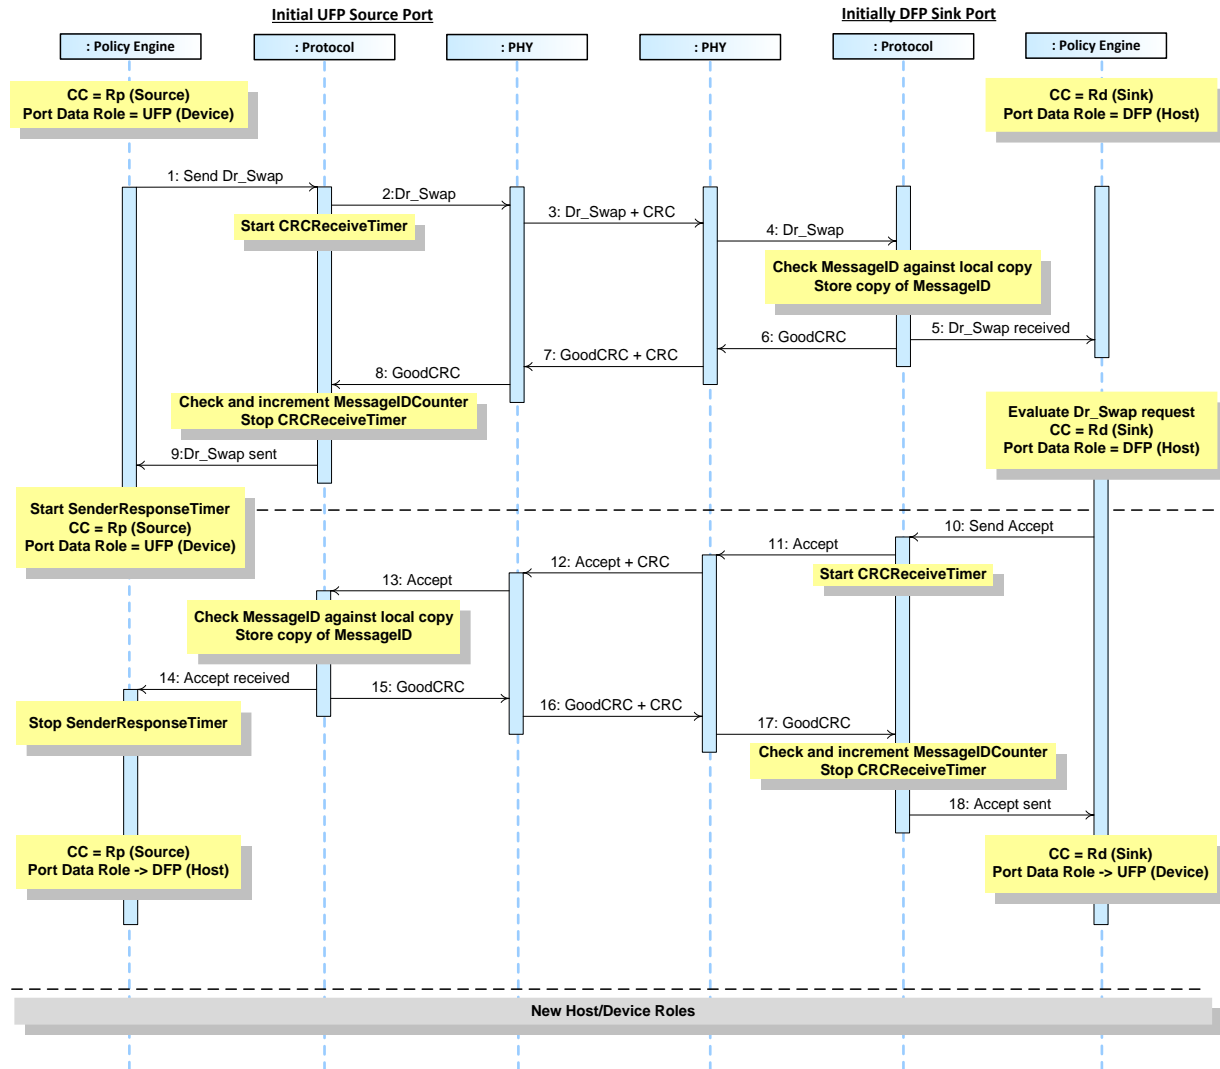 Initial UFP Source Port
Initially DFP Sink Port
: Policy Engine
: Protocol
: PHY
: PHY
: Protocol
: Policy Engine
CC = Rp (Source)
Port Data Role = UFP (Device)
CC = Rd (Sink)
Port Data Role = DFP (Host)
1: Send Dr_Swap
2:Dr_Swap
Start CRCReceiveTimer
3: Dr_Swap + CRC
4: Dr_Swap
Check MessageID against local copy
Store copy of MessageID
5: Dr_Swap received
6: GoodCRC
7: GoodCRC + CRC
8: GoodCRC
Check and increment MessageIDCounter
Stop CRCReceiveTimer
9:Dr_Swap sent
Evaluate Dr_Swap request
CC = Rd (Sink)
Port Data Role = DFP (Host)
Start SenderResponseTimer
CC = Rp (Source)
Port Data Role = UFP (Device)
10: Send Accept
11: Accept
Start CRCReceiveTimer
12: Accept + CRC
13: Accept
Check MessageID against local copy
Store copy of MessageID
14: Accept received
15: GoodCRC
Stop SenderResponseTimer
16: GoodCRC + CRC
17: GoodCRC
Check and increment MessageIDCounter
Stop CRCReceiveTimer
18: Accept sent
CC = Rp (Source)
Port Data Role -> DFP (Host)
CC = Rd (Sink)
Port Data Role -> UFP (Device)
New Host/Device Roles